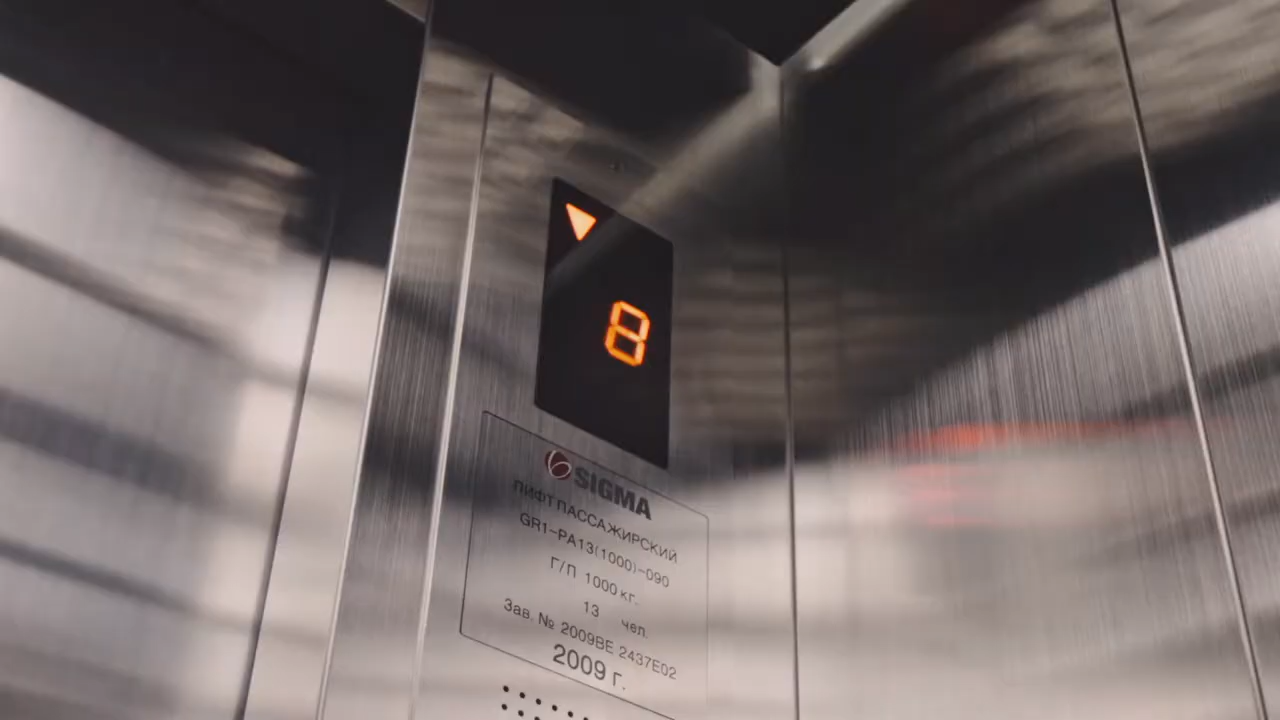 8
SIGMA
ЛИФТ ПАССАЖИРСКИЙ
GR1-PA13(1000)-090
Г/П 1000 кг.
13 чел.
Зав. № 2009BE 2437E02
2009 г.